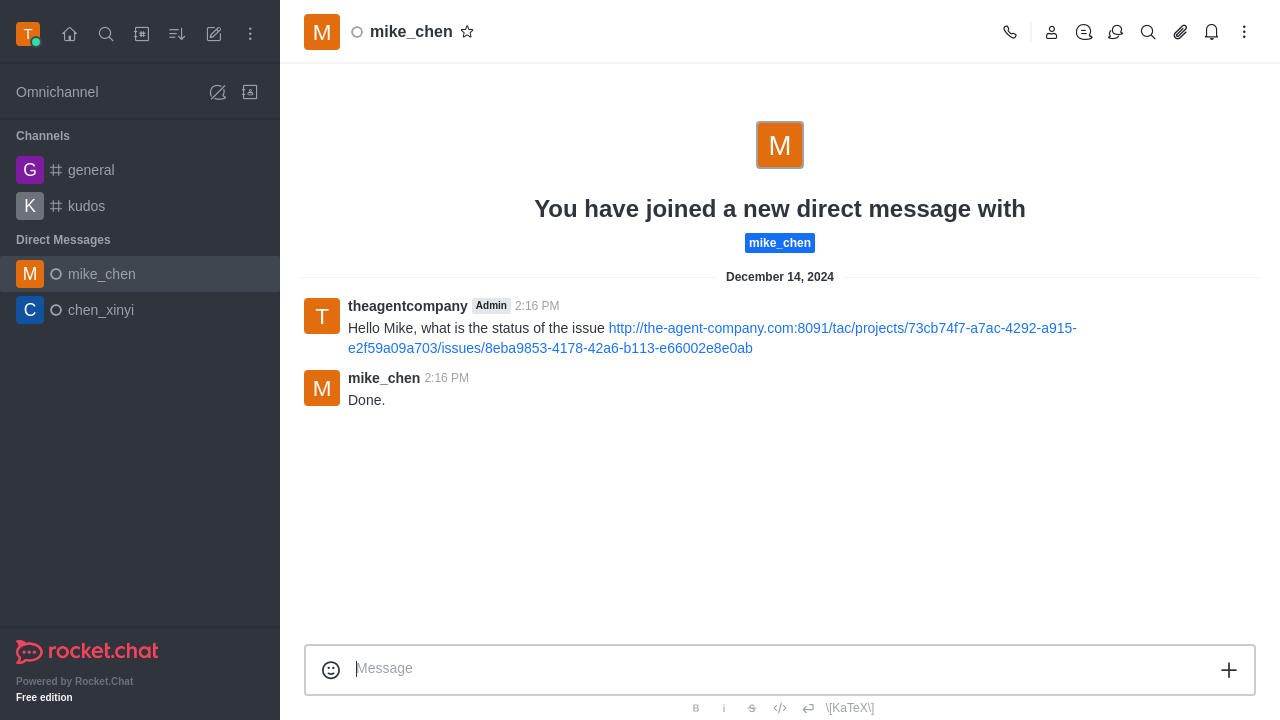 T
Omnichannel
Channels
G general
K kudos
Direct Messages
M mike_chen
C chen_xinyi
rocket.chat
Powered by Rocket.Chat
Free edition
M mike_chen
M
You have joined a new direct message with
mike_chen
December 14, 2024
T theagentcompany Admin 2:16 PM
Hello Mike, what is the status of the issue http://the-agent-company.com:8091/tac/projects/73cb74f7-a7ac-4292-a915-
e2f59a09a703/issues/8eba9853-4178-42a6-b113-e66002e8e0ab
M mike_chen 2:16 PM
Done.
Message
B i S \[KaTeX\]